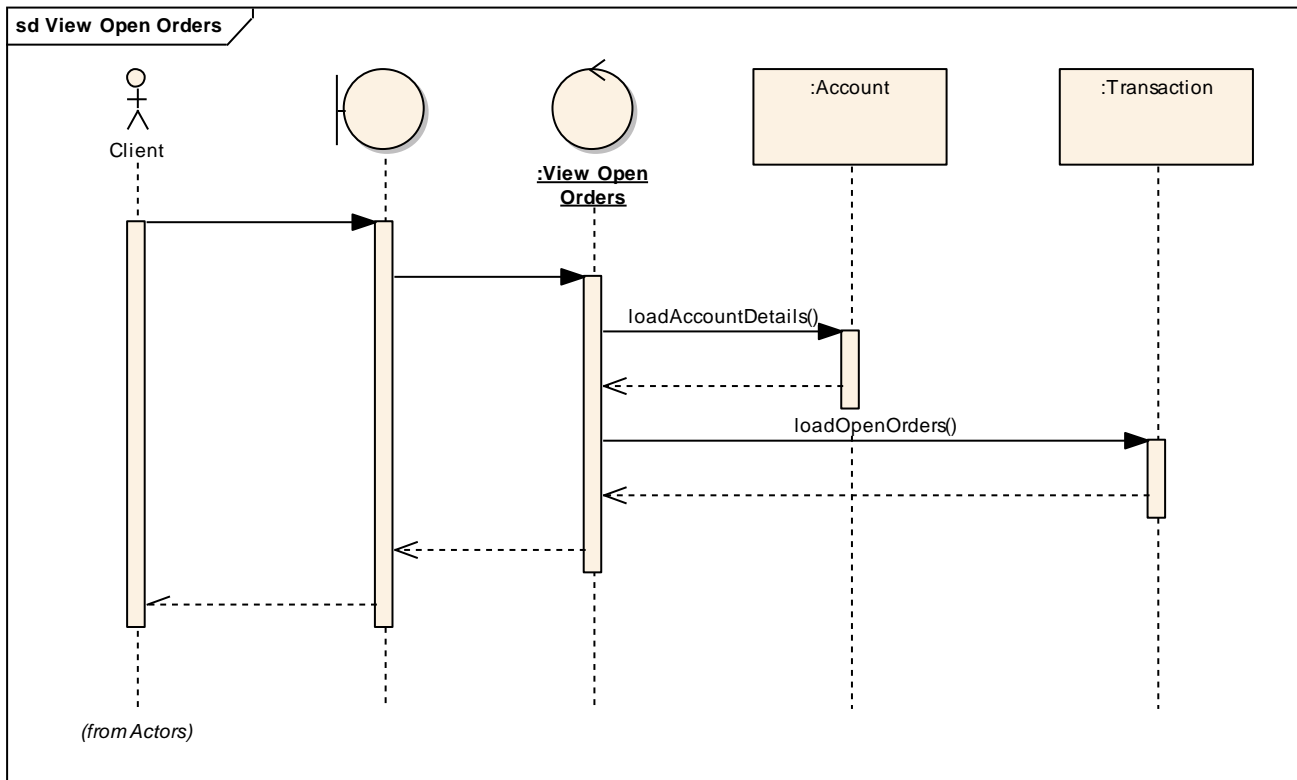 sd View Open Orders
Client
:View Open
Orders
:Account
:Transaction
loadAccountDetails()
loadOpenOrders()
(from Actors)